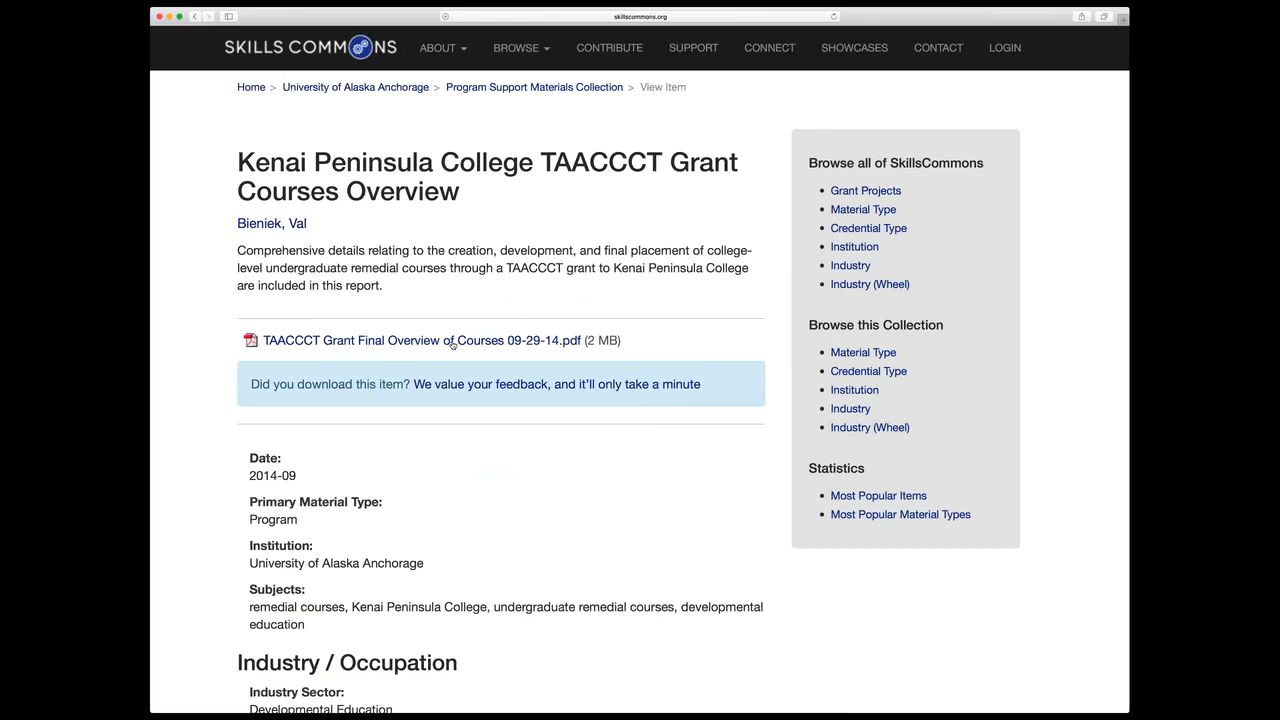 skillscommons.org
SKILLS COMMONS ABOUT BROWSE CONTRIBUTE SUPPORT CONNECT SHOWCASES CONTACT LOGIN
Home > University of Alaska Anchorage > Program Support Materials Collection > View Item
Kenai Peninsula College TAACCCT Grant
Courses Overview
Bieniek, Val
Comprehensive details relating to the creation, development, and final placement of college-
level undergraduate remedial courses through a TAACCCT grant to Kenai Peninsula College
are included in this report.
TAACCCT Grant Final Overview of Courses 09-29-14.pdf (2 MB)
Did you download this item? We value your feedback, and it'll only take a minute
Date:
2014-09
Primary Material Type:
Program
Institution:
University of Alaska Anchorage
Subjects:
remedial courses, Kenai Peninsula College, undergraduate remedial courses, developmental
education
Industry / Occupation
Industry Sector:
Developmental Education
Browse all of SkillsCommons
Grant Projects
Material Type
Credential Type
Institution
Industry
Industry (Wheel)
Browse this Collection
Material Type
Credential Type
Institution
Industry
Industry (Wheel)
Statistics
Most Popular Items
Most Popular Material Types